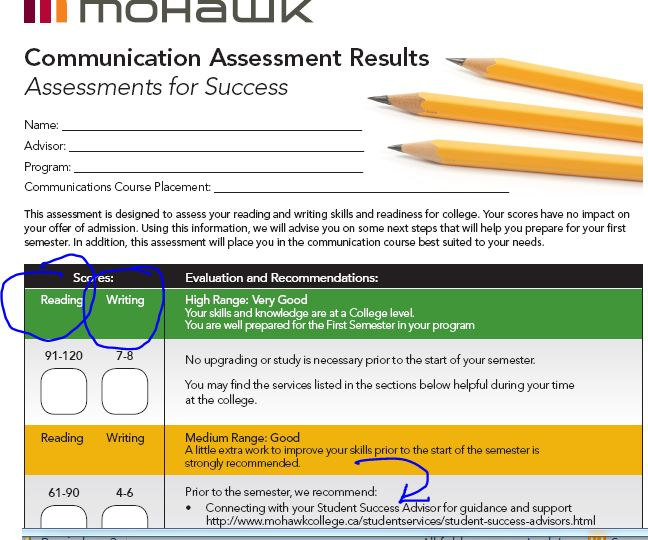 mohawk
Communication Assessment Results
Assessments for Success
Name:
Advisor:
Program:
Communications Course Placement:
This assessment is designed to assess your reading and writing skills and readiness for college. Your scores have no impact on
your offer of admission. Using this information, we will advise you on some next steps that will help you prepare for your first
semester. In addition, this assessment will place you in the communication course best suited to your needs.
Scores: Evaluation and Recommendations:
Reading Writing High Range: Very Good
Your skills and knowledge are at a College level.
You are well prepared for the First Semester in your program
91-120 7-8 No upgrading or study is necessary prior to the start of your semester.
You may find the services listed in the sections below helpful during your time
at the college.
Reading Writing Medium Range: Good
A little extra work to improve your skills prior to the start of the semester is
strongly recommended.
61-90 4-6 Prior to the semester, we recommend:
• Connecting with your Student Success Advisor for guidance and support
http://www.mohawkcollege.ca/studentservices/student-success-advisors.html